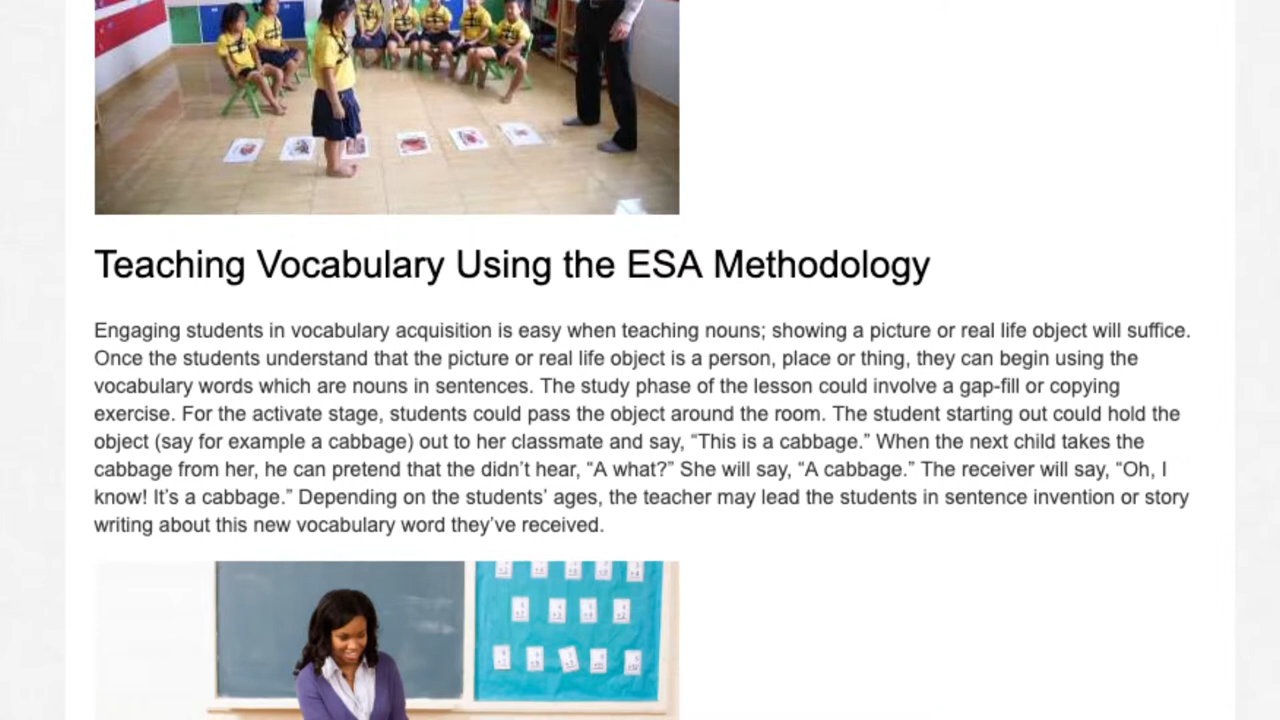 Teaching Vocabulary Using the ESA Methodology
Engaging students in vocabulary acquisition is easy when teaching nouns; showing a picture or real life object will suffice.
Once the students understand that the picture or real life object is a person, place or thing, they can begin using the
vocabulary words which are nouns in sentences. The study phase of the lesson could involve a gap-fill or copying
exercise. For the activate stage, students could pass the object around the room. The student starting out could hold the
object (say for example a cabbage) out to her classmate and say, “This is a cabbage.” When the next child takes the
cabbage from her, he can pretend that the didn’t hear, “A what?” She will say, “A cabbage.” The receiver will say, “Oh, I
know! It’s a cabbage.” Depending on the students’ ages, the teacher may lead the students in sentence invention or story
writing about this new vocabulary word they’ve received.